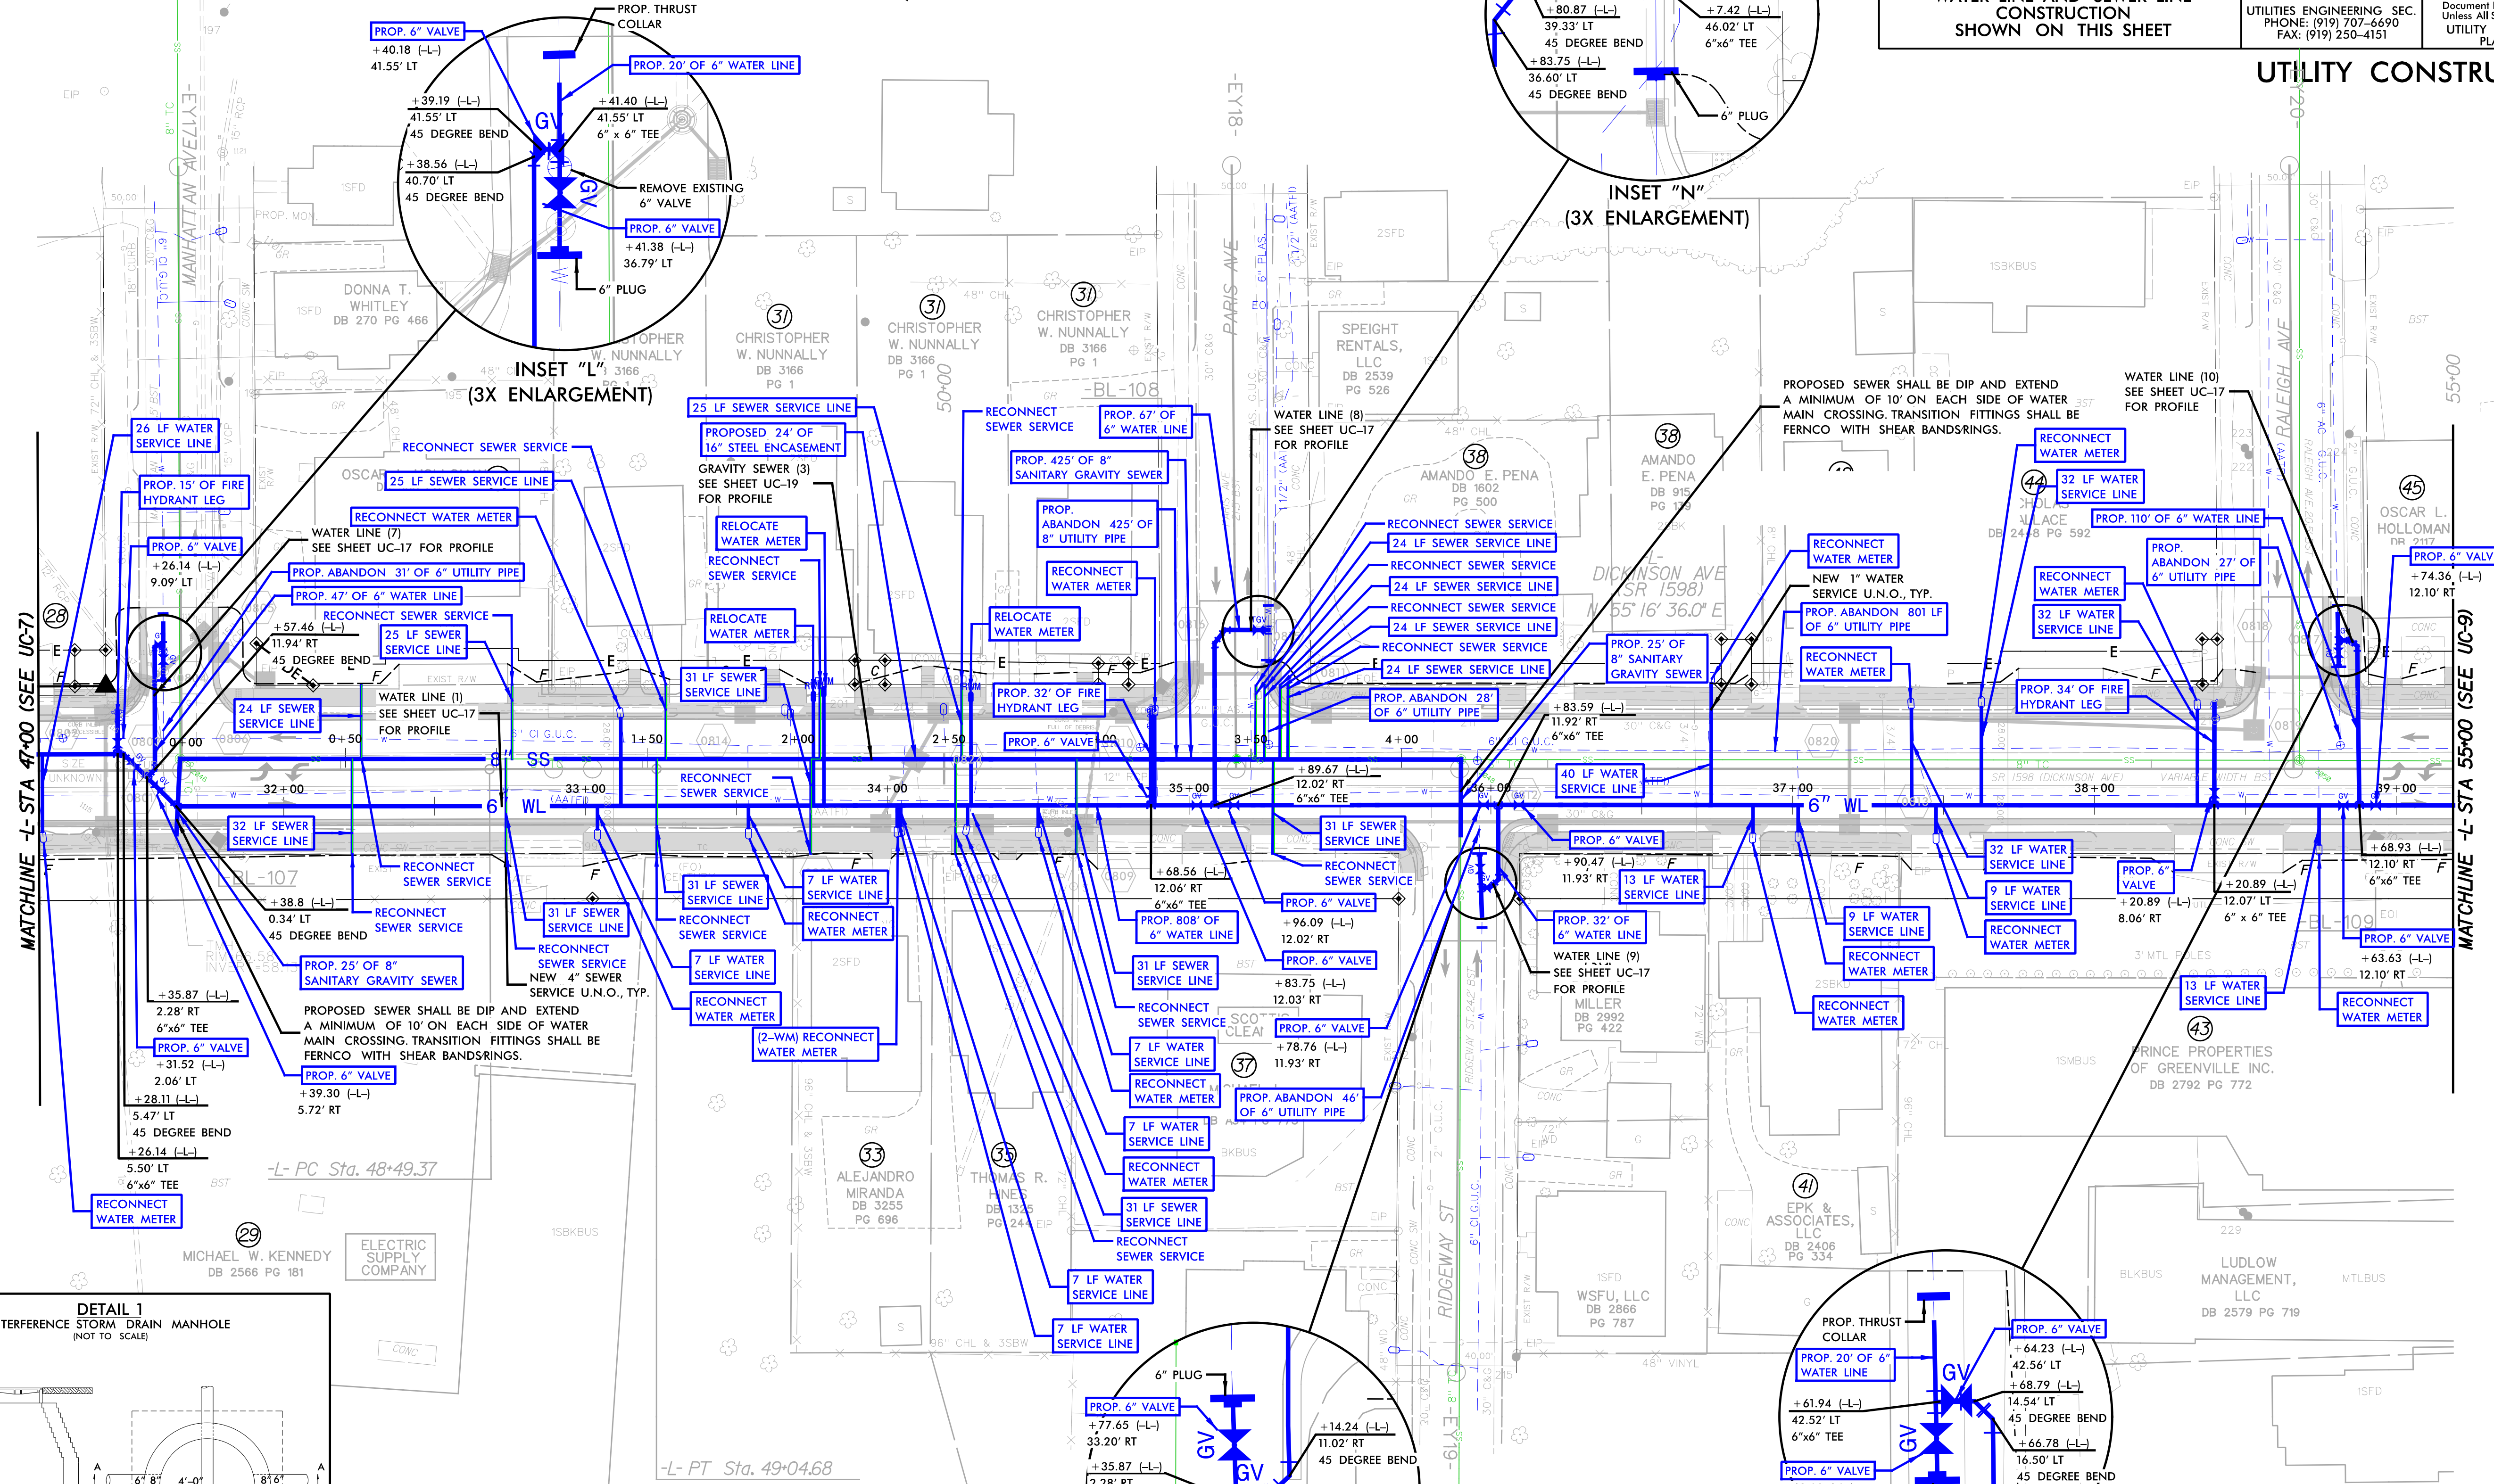 PROP. THRUST
COLLAR
PROP. 6" VALVE
+40.18 (-L-)
41.55' LT
PROP. 20' OF 6" WATER LINE
+39.19 (-L-)
41.55' LT
45 DEGREE BEND
+41.40 (-L-)
41.55' LT
6" x 6" TEE
GV
+38.56 (-L-)
40.70' LT
45 DEGREE BEND
GV
REMOVE EXISTING
6" VALVE
PROP. 6" VALVE
+41.38 (-L-)
36.79' LT
6" PLUG
INSET "L"
(3X ENLARGEMENT)
+80.87 (-L-)
39.33' LT
45 DEGREE BEND
+83.75 (-L-)
36.60' LT
45 DEGREE BEND
+7.42 (-L-)
46.02' LT
6"x6" TEE
6" PLUG
INSET "N"
(3X ENLARGEMENT)
WATER LINE AND SEWER LINE
CONSTRUCTION
SHOWN ON THIS SHEET
UTILITIES ENGINEERING SEC.
PHONE: (919) 707-6690
FAX: (919) 250-4151
UTILITY CONSTRU
-EY17-
MANHATTAN AVE
-EY18-
PARIS AVE
-EY20-
RALEIGH AVE
DONNA T.
WHITLEY
DB 270 PG 466
31
CHRISTOPHER
W. NUNNALLY
DB 3166
PG 1
31
CHRISTOPHER
W. NUNNALLY
DB 3166
PG 1
31
CHRISTOPHER
W. NUNNALLY
DB 3166
PG 1
50+00
-BL-108
SPEIGHT
RENTALS,
LLC
DB 2539
PG 526
38
AMANDO E. PENA
DB 1602
PG 500
38
AMANDO
E. PENA
DB 915
PG 139
DICKINSON AVE
(SR 1598)
N 55° 16' 36.0" E
44
45
OSCAR L.
HOLLOMAN
DB 2117
55+00
26 LF WATER
SERVICE LINE
PROP. 15' OF FIRE
HYDRANT LEG
PROP. 6" VALVE
+26.14 (-L-)
9.09' LT
RECONNECT SEWER SERVICE
25 LF SEWER SERVICE LINE
RECONNECT WATER METER
WATER LINE (7)
SEE SHEET UC-17 FOR PROFILE
PROP. ABANDON 31' OF 6" UTILITY PIPE
PROP. 47' OF 6" WATER LINE
RECONNECT SEWER SERVICE
+57.46 (-L-)
11.94' RT
45 DEGREE BEND
25 LF SEWER
SERVICE LINE
WATER LINE (1)
SEE SHEET UC-17
FOR PROFILE
24 LF SEWER
SERVICE LINE
25 LF SEWER SERVICE LINE
PROPOSED 24' OF
16" STEEL ENCASEMENT
GRAVITY SEWER (3)
SEE SHEET UC-19
FOR PROFILE
RELOCATE
WATER METER
RECONNECT
SEWER SERVICE
RELOCATE
WATER METER
31 LF SEWER
SERVICE LINE
RECONNECT
SEWER SERVICE
PROP. 67' OF
6" WATER LINE
PROP. 425' OF 8"
SANITARY GRAVITY SEWER
PROP.
ABANDON 425' OF
8" UTILITY PIPE
RECONNECT
WATER METER
RELOCATE
WATER METER
PROP. 32' OF FIRE
HYDRANT LEG
PROP. 6" VALVE
WATER LINE (8)
SEE SHEET UC-17
FOR PROFILE
RECONNECT SEWER SERVICE
24 LF SEWER SERVICE LINE
RECONNECT SEWER SERVICE
24 LF SEWER SERVICE LINE
RECONNECT SEWER SERVICE
24 LF SEWER SERVICE LINE
RECONNECT SEWER SERVICE
24 LF SEWER SERVICE LINE
PROP. ABANDON 28'
OF 6" UTILITY PIPE
PROP. 25' OF
8" SANITARY
GRAVITY SEWER
+83.59 (-L-)
11.92' RT
6"x6" TEE
40 LF WATER
SERVICE LINE
PROPOSED SEWER SHALL BE DIP AND EXTEND
A MINIMUM OF 10' ON EACH SIDE OF WATER
MAIN CROSSING. TRANSITION FITTINGS SHALL BE
FERNCO WITH SHEAR BANDS/RINGS.
RECONNECT
WATER METER
NEW 1" WATER
SERVICE U.N.O., TYP.
PROP. ABANDON 801 LF
OF 6" UTILITY PIPE
RECONNECT
WATER METER
WATER LINE (10)
SEE SHEET UC-17
FOR PROFILE
RECONNECT
WATER METER
32 LF WATER
SERVICE LINE
PROP. 110' OF 6" WATER LINE
PROP.
ABANDON 27' OF
6" UTILITY PIPE
RECONNECT
WATER METER
32 LF WATER
SERVICE LINE
PROP. 34' OF FIRE
HYDRANT LEG
PROP. 6" VALV
+74.36 (-L-)
12.10' RT
28
MATCHLINE -L- STA 47+00 (SEE UC-7)
MATCHLINE -L- STA 55+00 (SEE UC-9)
0+00
0+50
1+50
2+00
2+50
3+50
4+00
8" SS
32+00
33+00
34+00
35+00
36+00
37+00
38+00
39+00
6" WL
6" WL
32 LF SEWER
SERVICE LINE
RECONNECT
SEWER SERVICE
RECONNECT
SEWER SERVICE
-BL-107
+38.8 (-L-)
0.34' LT
45 DEGREE BEND
PROP. 25' OF 8"
SANITARY GRAVITY SEWER
+35.87 (-L-)
2.28' RT
6"x6" TEE
PROP. 6" VALVE
+31.52 (-L-)
2.06' LT
+28.11 (-L-)
5.47' LT
45 DEGREE BEND
+26.14 (-L-)
5.50' LT
6"x6" TEE
RECONNECT
WATER METER
PROPOSED SEWER SHALL BE DIP AND EXTEND
A MINIMUM OF 10' ON EACH SIDE OF WATER
MAIN CROSSING. TRANSITION FITTINGS SHALL BE
FERNCO WITH SHEAR BANDS/RINGS.
PROP. 6" VALVE
+39.30 (-L-)
5.72' RT
31 LF SEWER
SERVICE LINE
RECONNECT
SEWER SERVICE
NEW 4" SEWER
SERVICE U.N.O., TYP.
RECONNECT
SEWER SERVICE
31 LF SEWER
SERVICE LINE
RECONNECT
SEWER SERVICE
7 LF WATER
SERVICE LINE
RECONNECT
WATER METER
7 LF WATER
SERVICE LINE
RECONNECT
WATER METER
(2-WM) RECONNECT
WATER METER
+68.56 (-L-)
12.06' RT
6"x6" TEE
PROP. 808' OF
6" WATER LINE
31 LF SEWER
SERVICE LINE
RECONNECT
SEWER SERVICE
7 LF WATER
SERVICE LINE
RECONNECT
WATER METER
7 LF WATER
SERVICE LINE
RECONNECT
WATER METER
31 LF SEWER
SERVICE LINE
RECONNECT
SEWER SERVICE
7 LF WATER
SERVICE LINE
7 LF WATER
SERVICE LINE
+89.67 (-L-)
12.02' RT
6"x6" TEE
31 LF SEWER
SERVICE LINE
RECONNECT
SEWER SERVICE
PROP. 6" VALVE
+96.09 (-L-)
12.02' RT
PROP. 6" VALVE
+83.75 (-L-)
12.03' RT
PROP. 6" VALVE
+78.76 (-L-)
11.93' RT
37
PROP. ABANDON 46'
OF 6" UTILITY PIPE
PROP. 6" VALVE
+90.47 (-L-)
11.93' RT
PROP. 32' OF
6" WATER LINE
WATER LINE (9)
SEE SHEET UC-17
FOR PROFILE
MILLER
DB 2992
PG 422
13 LF WATER
SERVICE LINE
9 LF WATER
SERVICE LINE
RECONNECT
WATER METER
RECONNECT
WATER METER
32 LF WATER
SERVICE LINE
9 LF WATER
SERVICE LINE
RECONNECT
WATER METER
PROP. 6"
VALVE
+20.89 (-L-)
8.06' RT
+20.89 (-L-)
12.07' LT
6" x 6" TEE
-BL-109
13 LF WATER
SERVICE LINE
+68.93 (-L-)
12.10' RT
6"x6" TEE
PROP. 6" VALVE
+63.63 (-L-)
12.10' RT
RECONNECT
WATER METER
43
PRINCE PROPERTIES
OF GREENVILLE INC.
DB 2792 PG 772
-L- PC Sta. 48+49.37
29
MICHAEL W. KENNEDY
DB 2566 PG 181
ELECTRIC
SUPPLY
COMPANY
33
ALEJANDRO
MIRANDA
DB 3255
PG 696
35
THOMAS R.
HINES
DB 1325
PG 244
RIDGEWAY ST
-EY19-
WSFU, LLC
DB 2866
PG 787
41
EPK &
ASSOCIATES,
LLC
DB 2406
PG 334
LUDLOW
MANAGEMENT,
LLC
DB 2579 PG 719
DETAIL 1
TERFERENCE STORM DRAIN MANHOLE
(NOT TO SCALE)
-L- PT Sta. 49+04.68
6" PLUG
PROP. 6" VALVE
+77.65 (-L-)
33.20' RT
GV
+35.87 (-L-)
2.28' RT
GV
+14.24 (-L-)
11.02' RT
45 DEGREE BEND
PROP. THRUST
COLLAR
PROP. 20' OF 6"
WATER LINE
PROP. 6" VALVE
+64.23 (-L-)
42.56' LT
GV
+61.94 (-L-)
42.52' LT
6"x6" TEE
+68.79 (-L-)
14.54' LT
45 DEGREE BEND
GV
PROP. 6" VALVE
+66.78 (-L-)
16.50' LT
45 DEGREE BEND